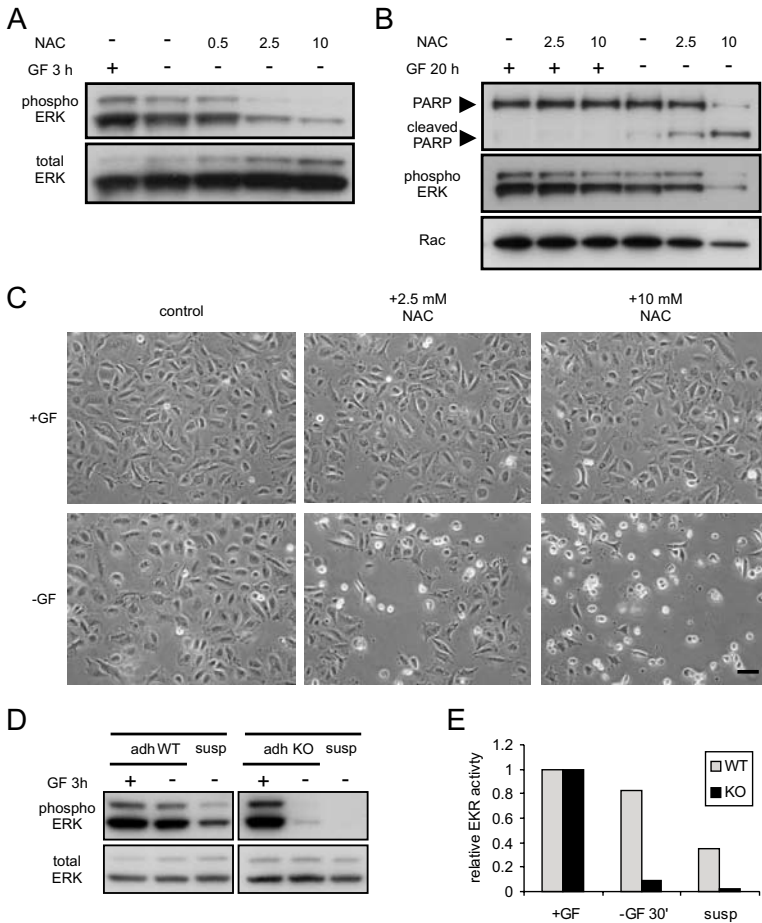 A
NAC - - 0.5 2.5 10
GF 3 h + - - - -
phospho
ERK
total
ERK
B
NAC - 2.5 10 - 2.5 10
GF 20 h + + + - - -
PARP
cleaved
PARP
phospho
ERK
Rac
C
control
+2.5 mM
NAC
+10 mM
NAC
+GF
-GF
D
adh WT susp adh KO susp
GF 3h + - - + - -
phospho
ERK
total
ERK
E
relative EKR activty
1.2
1
0.8
0.6
0.4
0.2
0
WT
KO
+GF -GF 30' susp